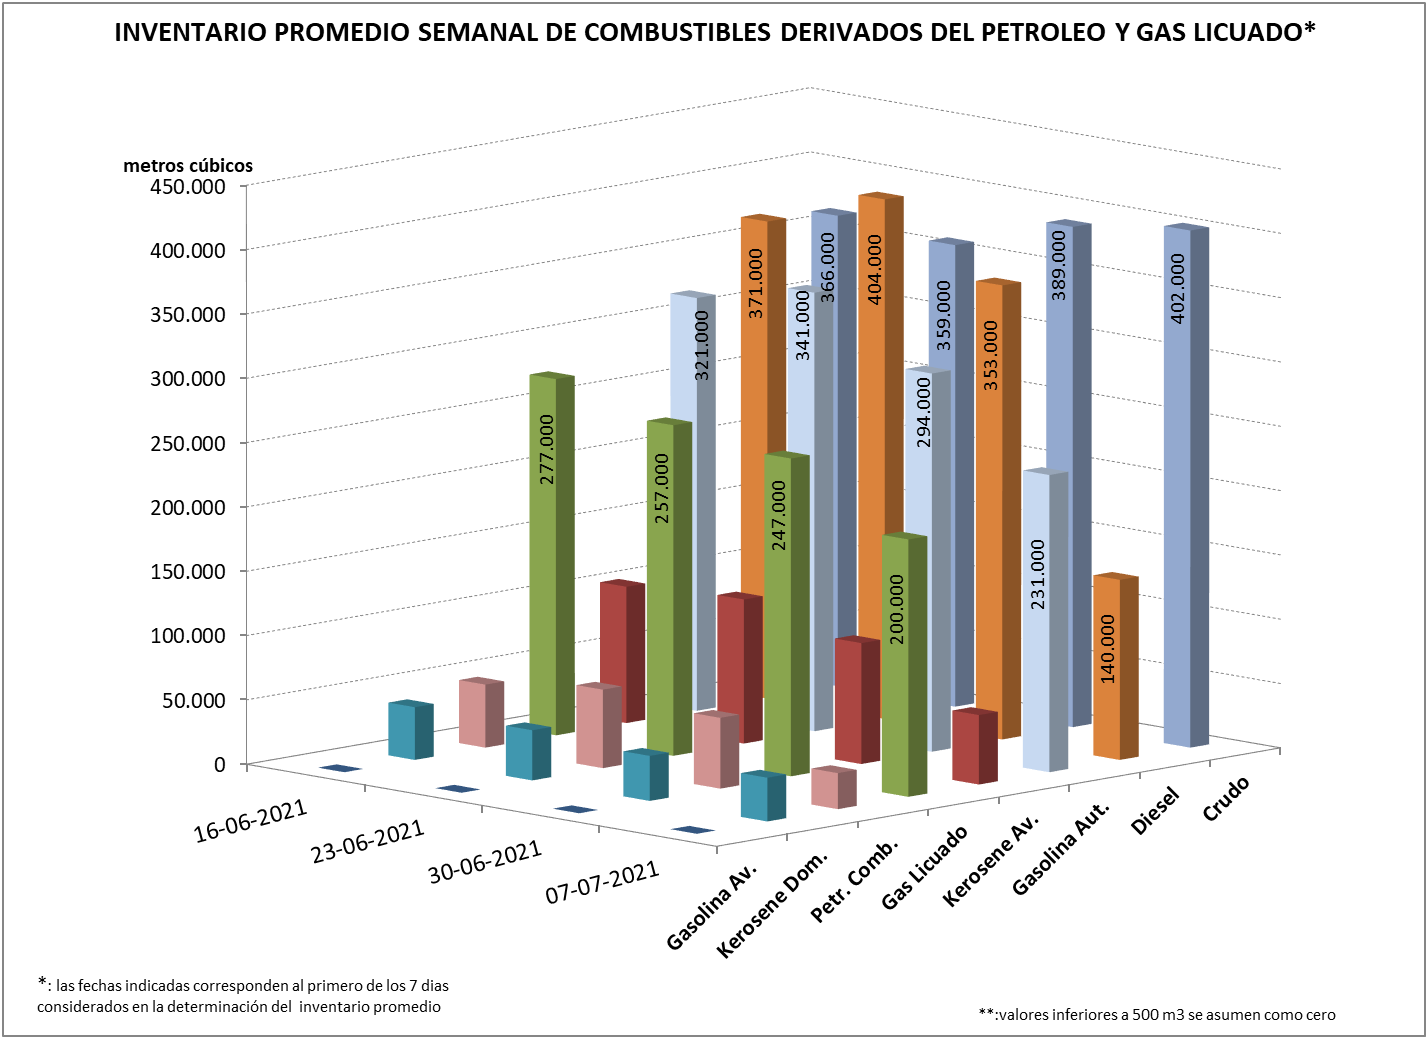 INVENTARIO PROMEDIO SEMANAL DE COMBUSTIBLES DERIVADOS DEL PETROLEO Y GAS LICUADO*
metros cúbicos
450.000
400.000
350.000
300.000
250.000
200.000
150.000
100.000
50.000
0
277.000
257.000
247.000
200.000
321.000
341.000
294.000
231.000
371.000
404.000
353.000
140.000
366.000
359.000
389.000
402.000
16-06-2021
23-06-2021
30-06-2021
07-07-2021
Gasolina Av.
Kerosene Dom.
Petr. Comb.
Gas Licuado
Kerosene Av.
Gasolina Aut.
Diesel
Crudo
*: las fechas indicadas corresponden al primero de los 7 dias
considerados en la determinación del inventario promedio
**:valores inferiores a 500 m3 se asumen como cero